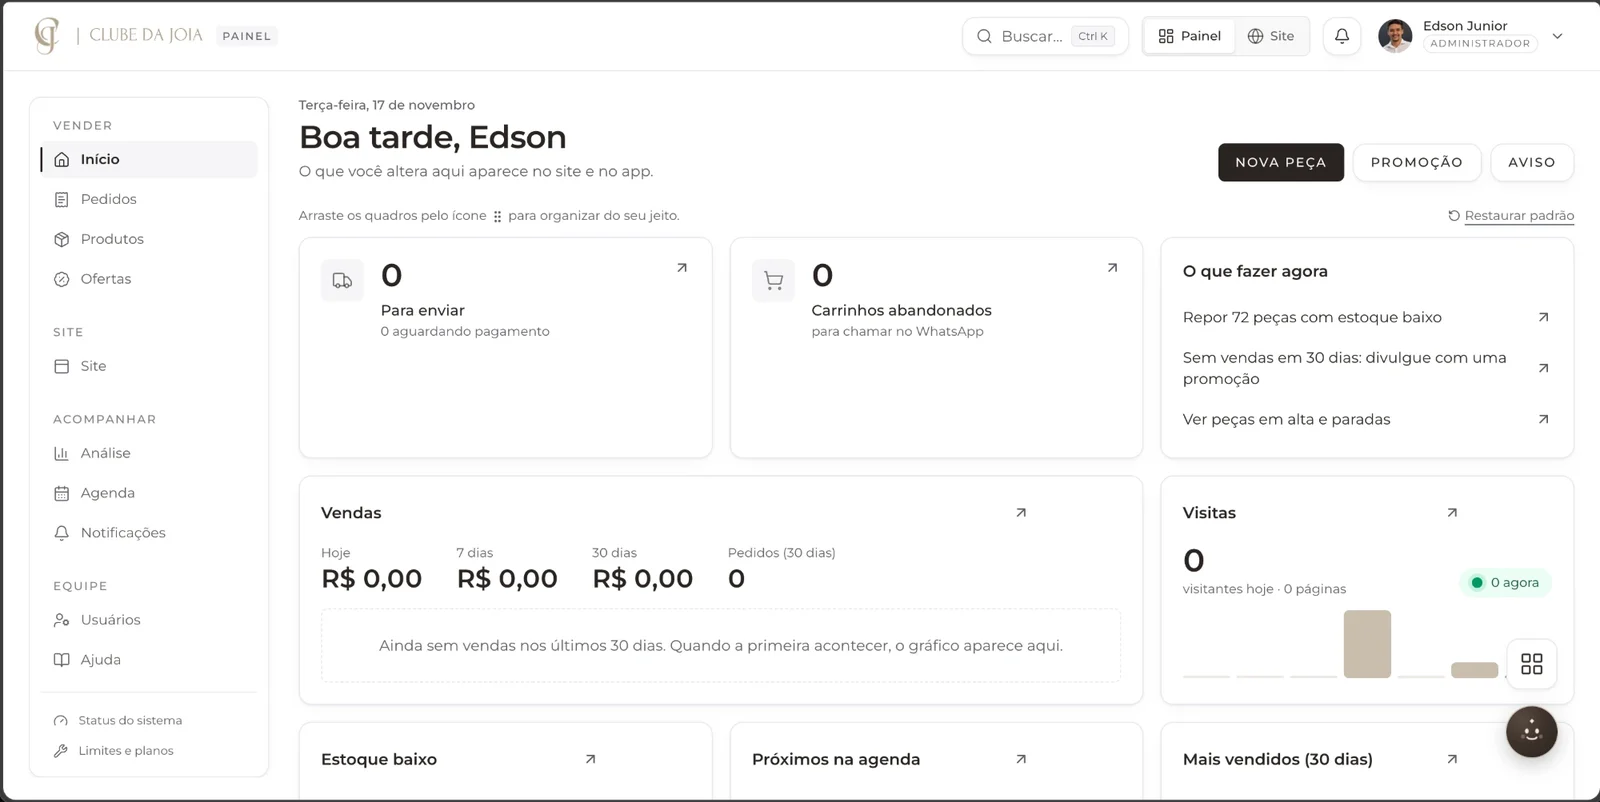 CJ | CLUBE DA JOIA PAINEL
Buscar... Ctrl K
Painel
Site
Edson Junior
ADMINISTRADOR
VENDER
Início
Pedidos
Produtos
Ofertas
SITE
Site
ACOMPANHAR
Análise
Agenda
Notificações
EQUIPE
Usuários
Ajuda
Status do sistema
Limites e planos
Terça-feira, 17 de novembro
Boa tarde, Edson
O que você altera aqui aparece no site e no app.
NOVA PEÇA
PROMOÇÃO
AVISO
Arraste os quadros pelo ícone para organizar do seu jeito.
Restaurar padrão
0
Para enviar
0 aguardando pagamento
0
Carrinhos abandonados
para chamar no WhatsApp
O que fazer agora
Repor 72 peças com estoque baixo
Sem vendas em 30 dias: divulgue com uma
promoção
Ver peças em alta e paradas
Vendas
Hoje
R$ 0,00
7 dias
R$ 0,00
30 dias
R$ 0,00
Pedidos (30 dias)
0
Ainda sem vendas nos últimos 30 dias. Quando a primeira acontecer, o gráfico aparece aqui.
Visitas
0
visitantes hoje · 0 páginas
0 agora
Estoque baixo
Próximos na agenda
Mais vendidos (30 dias)